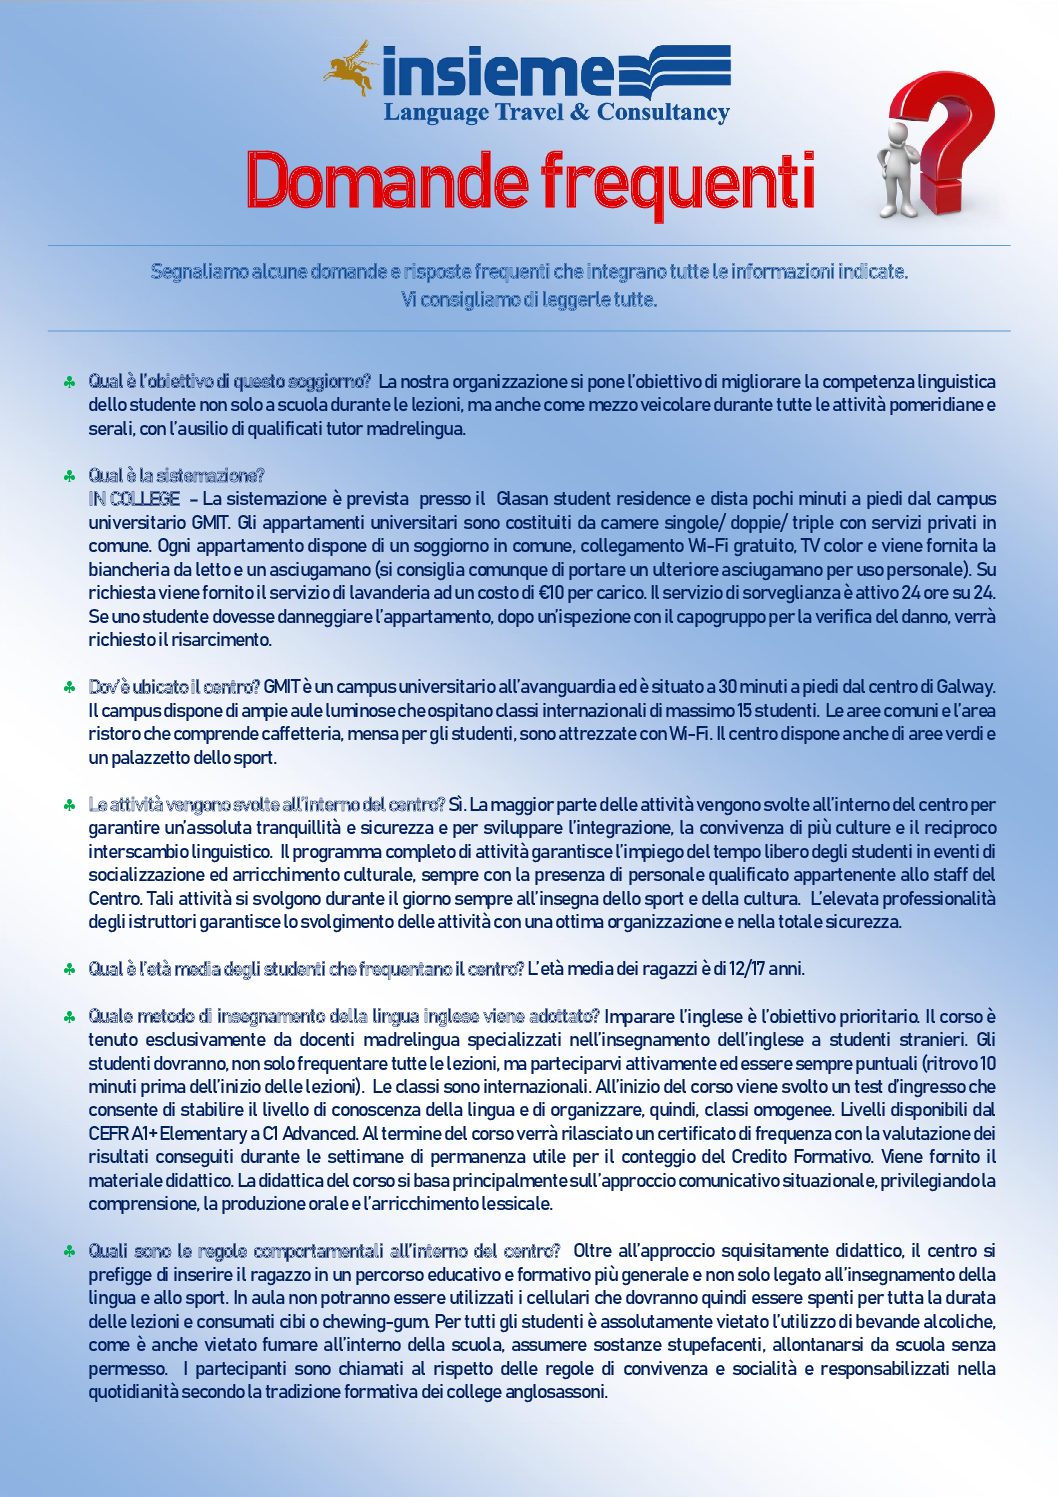 insieme
Language Travel & Consultancy
Domande frequenti
Segnaliamo alcune domande e risposte frequenti che integrano tutte le informazioni indicate.
Vi consigliamo di leggerle tutte.
♣ Qual è l'obiettivo di questo soggiorno? La nostra organizzazione si pone l'obiettivo di migliorare la competenza linguistica
dello studente non solo a scuola durante le lezioni, ma anche come mezzo veicolare durante tutte le attività pomeridiane e
serali, con l'ausilio di qualificati tutor madrelingua.
♣ Qual è la sistemazione?
IN COLLEGE - La sistemazione è prevista presso il Glasan student residence e dista pochi minuti a piedi dal campus
universitario GMIT. Gli appartamenti universitari sono costituiti da camere singole/ doppie/ triple con servizi privati in
comune. Ogni appartamento dispone di un soggiorno in comune, collegamento Wi-Fi gratuito, TV color e viene fornita la
biancheria da letto e un asciugamano (si consiglia comunque di portare un ulteriore asciugamano per uso personale). Su
richiesta viene fornito il servizio di lavanderia ad un costo di €10 per carico. Il servizio di sorveglianza è attivo 24 ore su 24.
Se uno studente dovesse danneggiare l'appartamento, dopo un'ispezione con il capogruppo per la verifica del danno, verrà
richiesto il risarcimento.
♣ Dov'è ubicato il centro? GMIT è un campus universitario all'avanguardia ed è situato a 30 minuti a piedi dal centro di Galway.
Il campus dispone di ampie aule luminose che ospitano classi internazionali di massimo 15 studenti. Le aree comuni e l'area
ristoro che comprende caffetteria, mensa per gli studenti, sono attrezzate con Wi-Fi. Il centro dispone anche di aree verdi e
un palazzetto dello sport.
♣ Le attività vengono svolte all'interno del centro? Sì. La maggior parte delle attività vengono svolte all'interno del centro per
garantire un'assoluta tranquillità e sicurezza e per sviluppare l'integrazione, la convivenza di più culture e il reciproco
interscambio linguistico. Il programma completo di attività garantisce l'impiego del tempo libero degli studenti in eventi di
socializzazione ed arricchimento culturale, sempre con la presenza di personale qualificato appartenente allo staff del
Centro. Tali attività si svolgono durante il giorno sempre all'insegna dello sport e della cultura. L'elevata professionalità
degli istruttori garantisce lo svolgimento delle attività con una ottima organizzazione e nella totale sicurezza.
♣ Qual è l'età media degli studenti che frequentano il centro? L'età media dei ragazzi è di 12/17 anni.
♣ Quale metodo di insegnamento della lingua inglese viene adottato? Imparare l'inglese è l'obiettivo prioritario. Il corso è
tenuto esclusivamente da docenti madrelingua specializzati nell'insegnamento dell'inglese a studenti stranieri. Gli
studenti dovranno, non solo frequentare tutte le lezioni, ma parteciparvi attivamente ed essere sempre puntuali (ritrovo 10
minuti prima dell'inizio delle lezioni). Le classi sono internazionali. All'inizio del corso viene svolto un test d'ingresso che
consente di stabilire il livello di conoscenza della lingua e di organizzare, quindi, classi omogenee. Livelli disponibili dal
CEFR A1+ Elementary a C1 Advanced. Al termine del corso verrà rilasciato un certificato di frequenza con la valutazione dei
risultati conseguiti durante le settimane di permanenza utile per il conteggio del Credito Formativo. Viene fornito il
materiale didattico. La didattica del corso si basa principalmente sull'approccio comunicativo situazionale, privilegiando la
comprensione, la produzione orale e l'arricchimento lessicale.
♣ Quali sono le regole comportamentali all'interno del centro? Oltre all'approccio squisitamente didattico, il centro si
prefigge di inserire il ragazzo in un percorso educativo e formativo più generale e non solo legato all'insegnamento della
lingua e allo sport. In aula non potranno essere utilizzati i cellulari che dovranno quindi essere spenti per tutta la durata
delle lezioni e consumati cibi o chewing-gum. Per tutti gli studenti è assolutamente vietato l'utilizzo di bevande alcoliche,
come è anche vietato fumare all'interno della scuola, assumere sostanze stupefacenti, allontanarsi da scuola senza
permesso. I partecipanti sono chiamati al rispetto delle regole di convivenza e socialità e responsabilizzati nella
quotidianità secondo la tradizione formativa dei college anglosassoni.